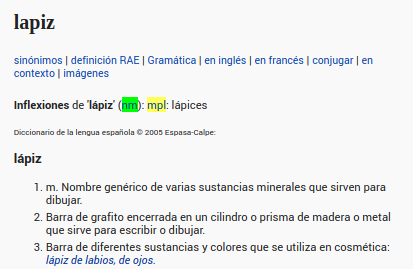 lapiz
sinónimos | definición RAE | Gramática | en inglés | en francés | conjugar | en
contexto | imágenes
Inflexiones de 'lápiz' (nm): mpl: lápices
Diccionario de la lengua española © 2005 Espasa-Calpe:
lápiz
1. m. Nombre genérico de varias sustancias minerales que sirven para
dibujar.
2. Barra de grafito encerrada en un cilindro o prisma de madera o metal
que sirve para escribir o dibujar.
3. Barra de diferentes sustancias y colores que se utiliza en cosmética:
lápiz de labios, de ojos.